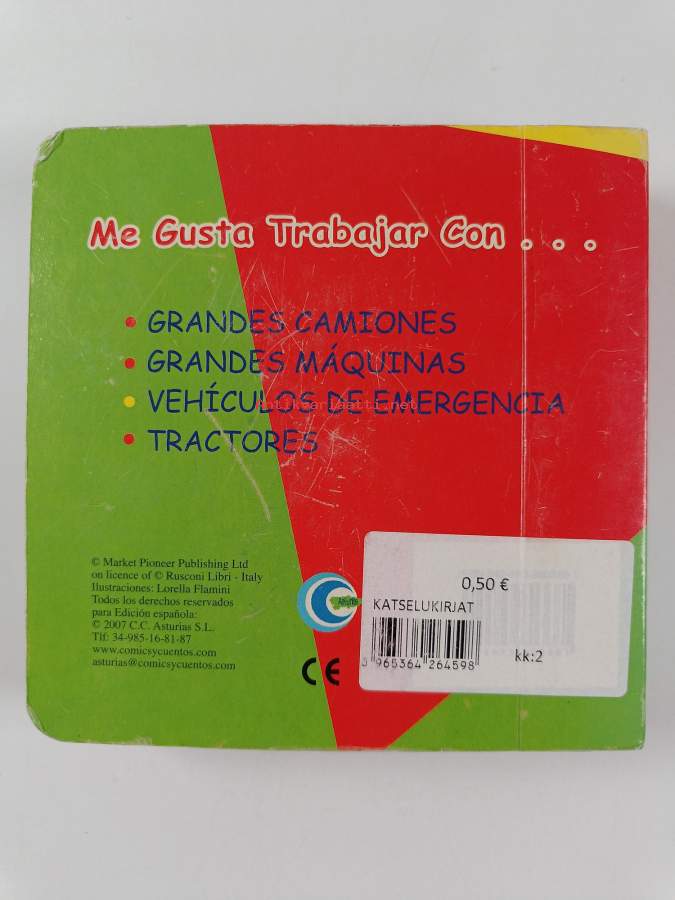 Me Gusta Trabajar Con . . .
• GRANDES CAMIONES
• GRANDES MÁQUINAS
• VEHÍCULOS DE EMERGENCIA
• TRACTORES
© Market Pioneer Publishing Ltd
on licence of © Rusconi Libri - Italy
Ilustraciones: Lorella Flamini
Todos los derechos reservados
para Edición española:
© 2007 C.C. Asturias S.L.
Tlf: 34-985-16-81-87
www.comicsycuentos.com
asturias@comicsycuentos.com
CE
0,50 €
KATSELUKIRJAT
965364 264598
kk:2